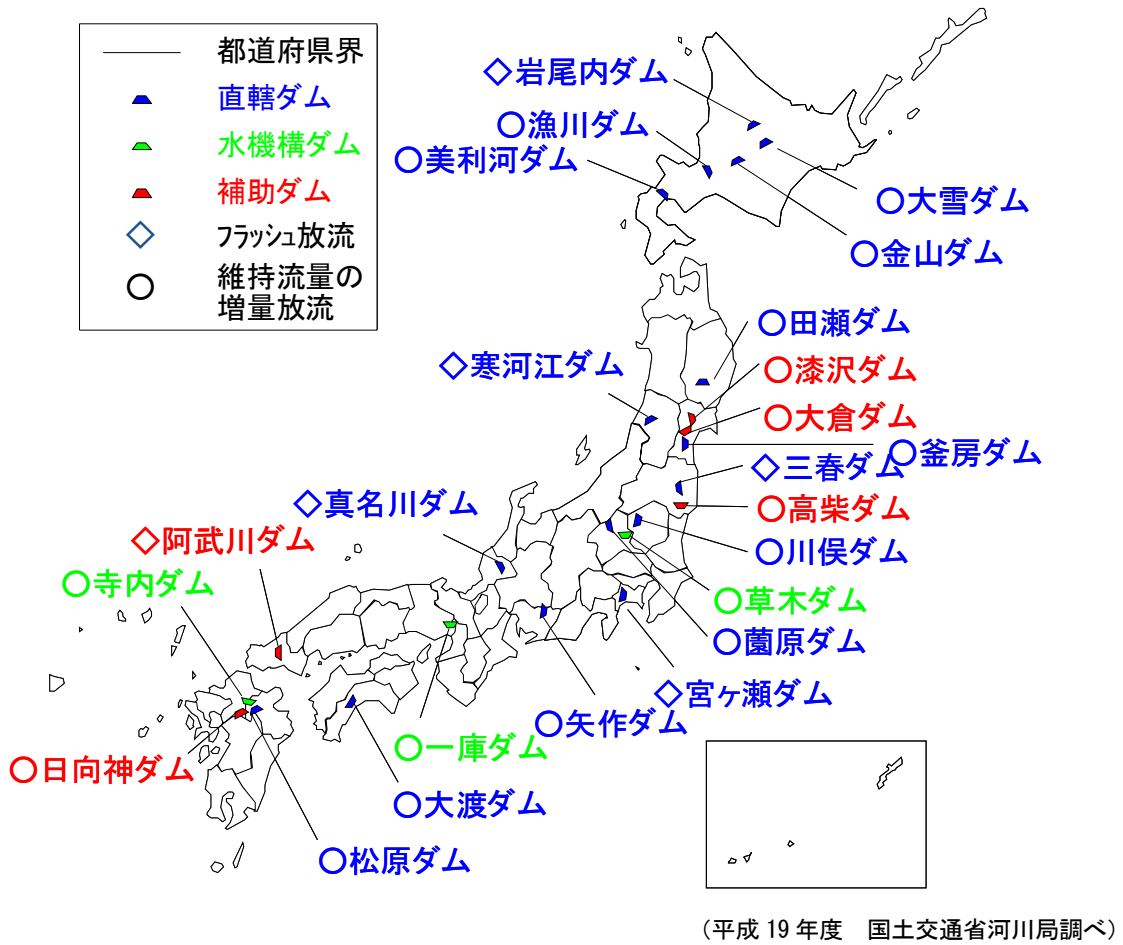 都道府県界
直轄ダム
水機構ダム
補助ダム
フラッシュ放流
維持流量の
増量放流
◇岩尾内ダム
○漁川ダム
○美利河ダム
○大雪ダム
○金山ダム
○田瀬ダム
◇寒河江ダム
○漆沢ダム
○大倉ダム
○釜房ダム
◇三春ダム
◇真名川ダム
○高柴ダム
◇阿武川ダム
○川俣ダム
○寺内ダム
○草木ダム
○薗原ダム
◇宮ヶ瀬ダム
○矢作ダム
○一庫ダム
○日向神ダム
○大渡ダム
○松原ダム
(平成 19 年度　国土交通省河川局調べ)